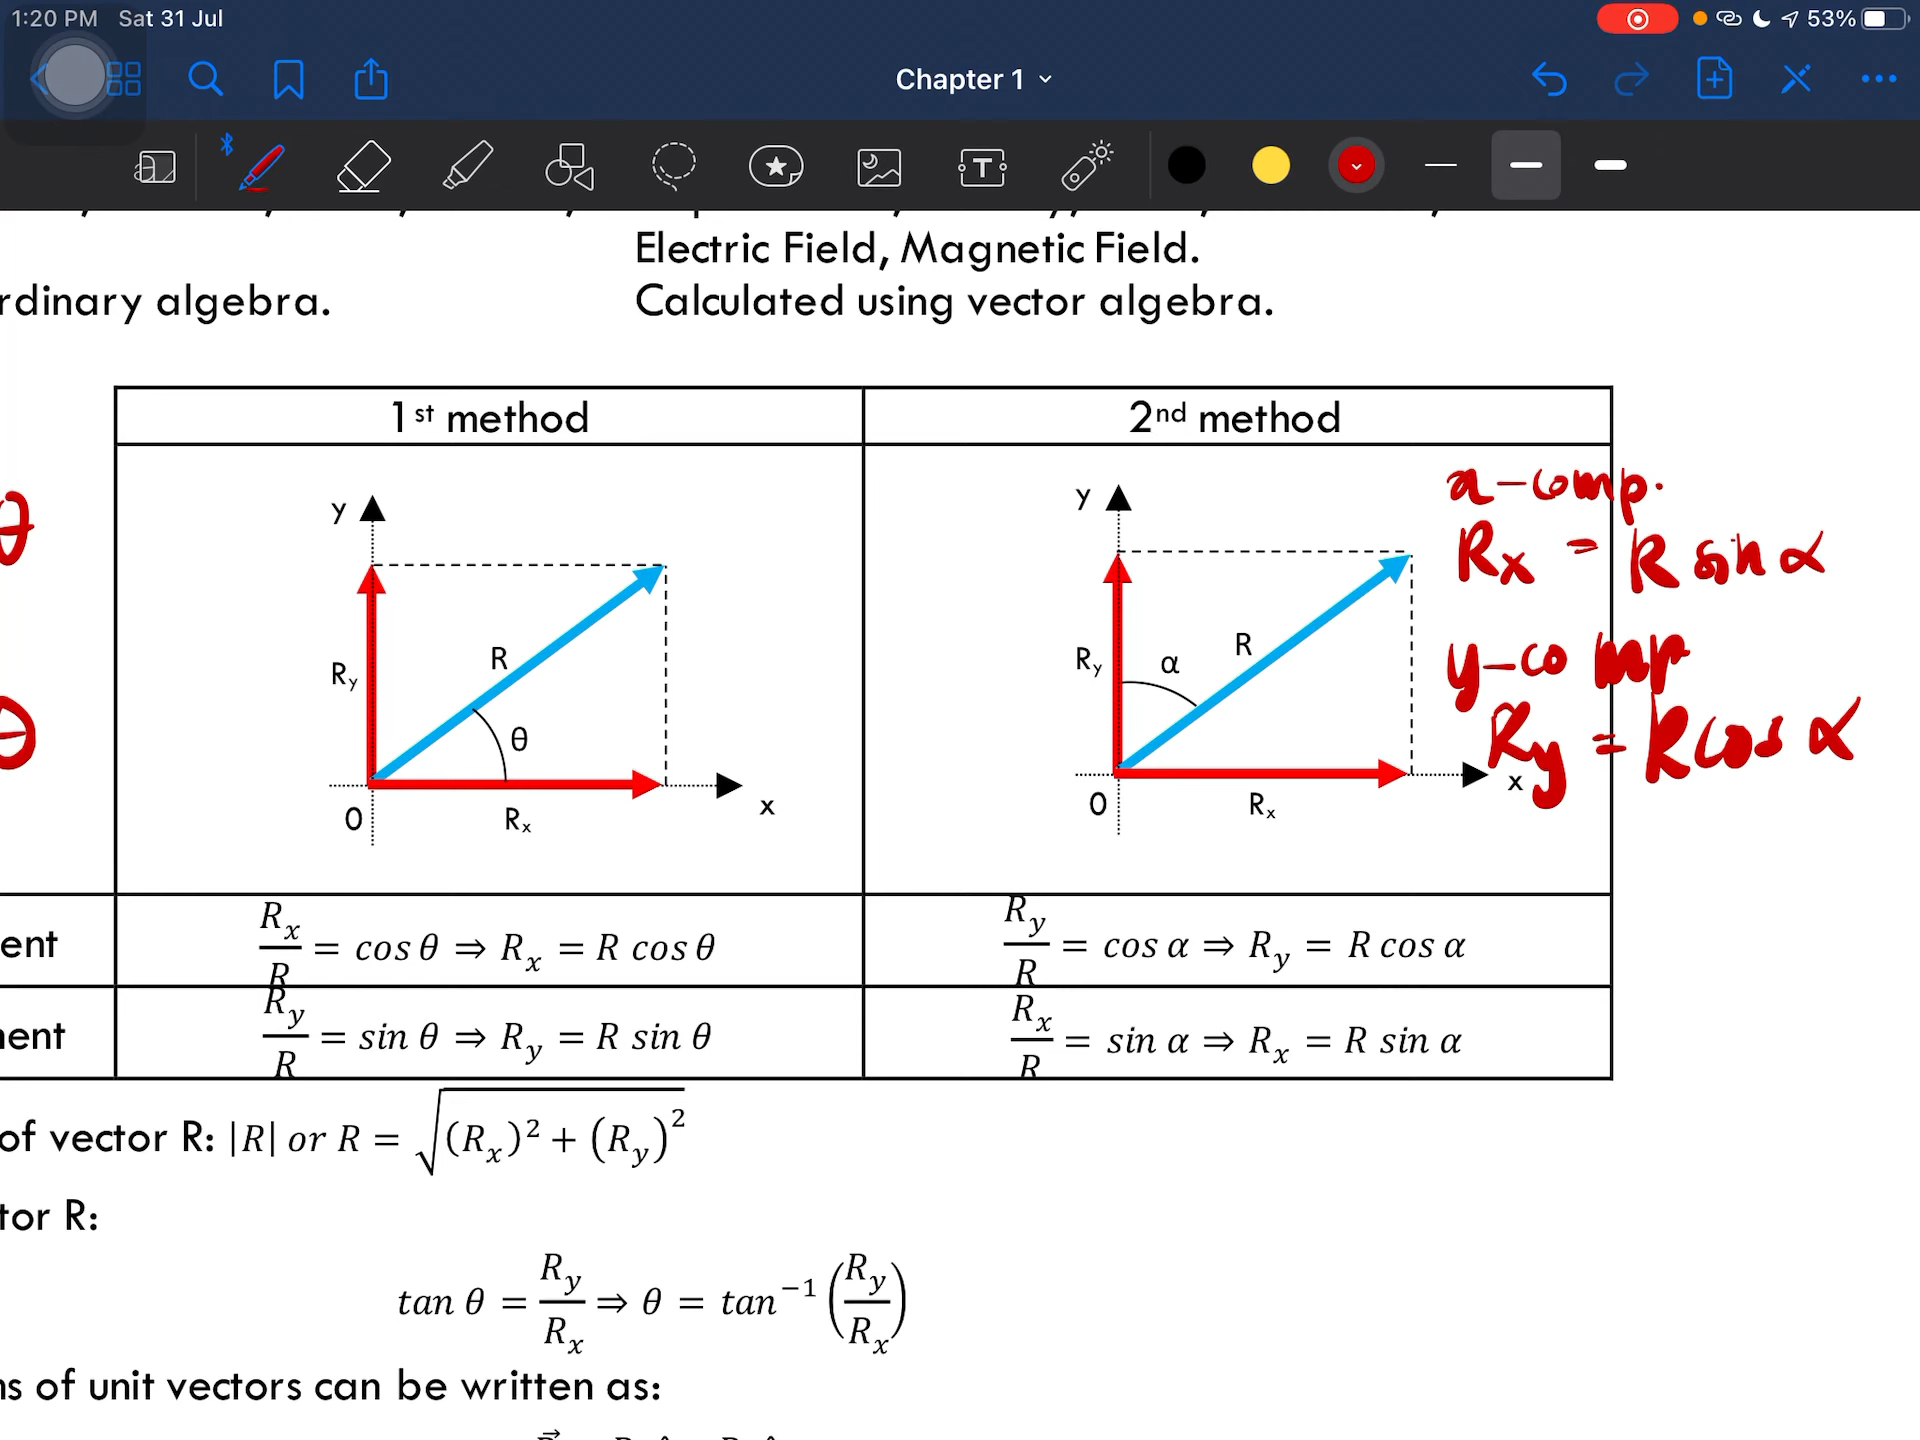 1:20 PM Sat 31 Jul
53%
Chapter 1
Electric Field, Magnetic Field.
rdinary algebra.
Calculated using vector algebra.
1st method
2nd method
y
R
Ry
θ
0
Rx
x
y
R
Ry
α
0
Rx
x
x-comp.
Rx = R sin α
y-comp
Ry = R cos α
θ
θ
ent
Rx/R = cos θ ⇒ Rx = R cos θ
Ry/R = cos α ⇒ Ry = R cos α
nent
Ry/R = sin θ ⇒ Ry = R sin θ
Rx/R = sin α ⇒ Rx = R sin α
of vector R: |R| or R = √((Rx)² + (Ry)²)
tor R:
tan θ = Ry/Rx ⇒ θ = tan⁻¹(Ry/Rx)
ns of unit vectors can be written as: